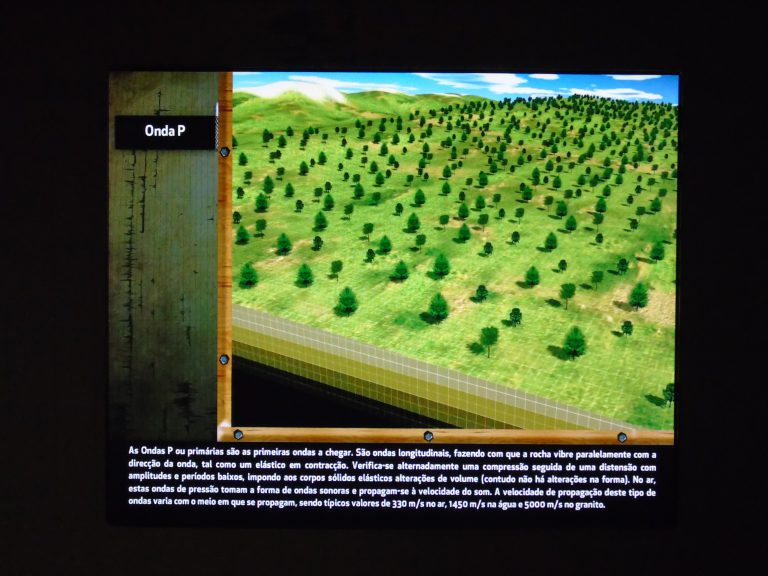 Onda P
As Ondas P ou primárias são as primeiras ondas a chegar. São ondas longitudinais, fazendo com que a rocha vibre paralelamente com a
direcção da onda, tal como um elástico em contracção. Verifica-se alternadamente uma compressão seguida de uma distensão com
amplitudes e períodos baixos, impondo aos corpos sólidos elásticos alterações de volume (contudo não há alterações na forma). No ar,
estas ondas de pressão tomam a forma de ondas sonoras e propagam-se à velocidade do som. A velocidade de propagação deste tipo de
ondas varia com o meio em que se propagam, sendo típicos valores de 330 m/s no ar, 1450 m/s na água e 5000 m/s no granito.